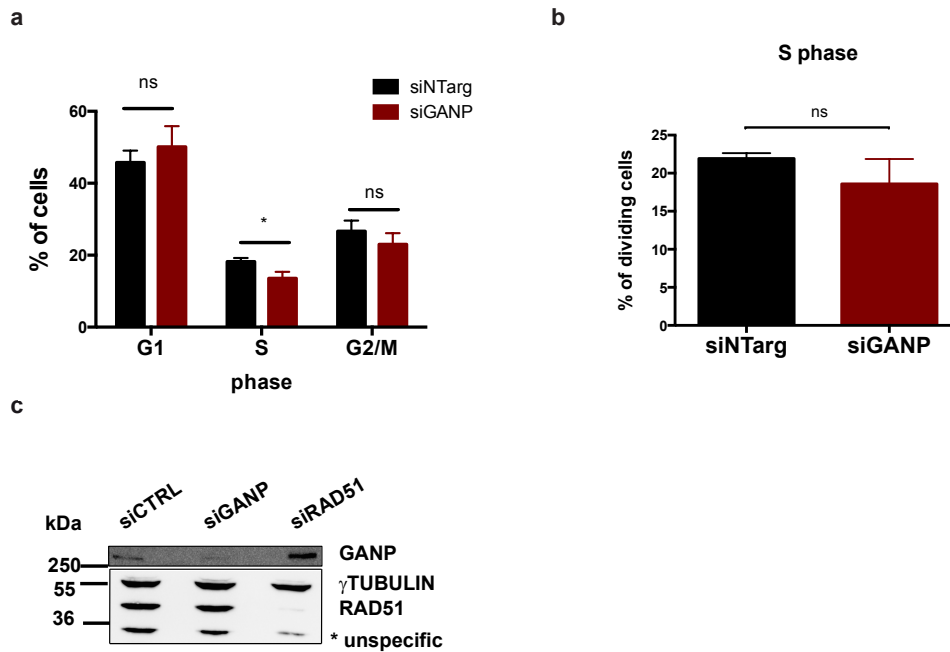 a
ns
siNTarg
siGANP
60
40
20
0
% of cells
*
ns
G1 S G2/M
phase
b
S phase
ns
25
20
15
10
5
0
% of dividing cells
siNTarg siGANP
c
kDa siCTRL siGANP siRAD51
GANP
250
55 γTUBULIN
RAD51
36
* unspecific